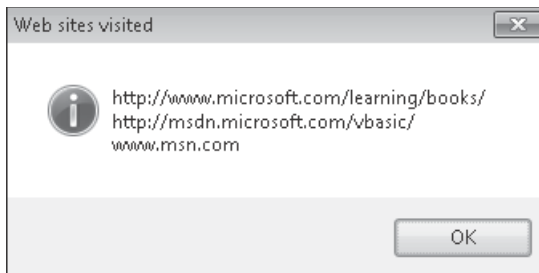 Web sites visited
http://www.microsoft.com/learning/books/
http://msdn.microsoft.com/vbasic/
www.msn.com
OK